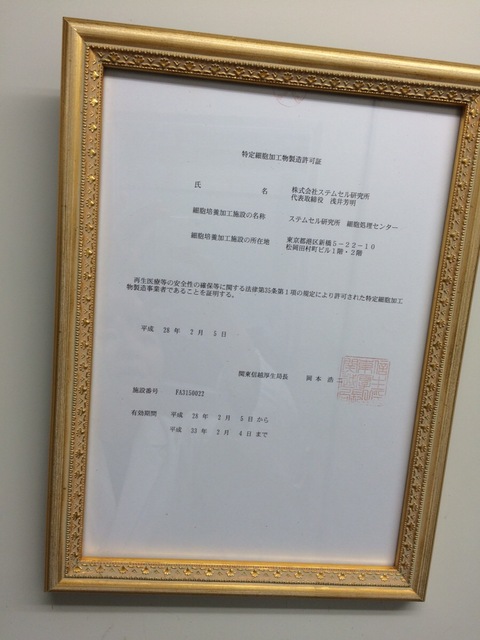 特定細胞加工物製造許可証
氏 名 株式会社ステムセル研究所
代表取締役 浅井芳明
細胞培養加工施設の名称 ステムセル研究所 細胞処理センター
細胞培養加工施設の所在地 東京都港区新橋5-22-10
松岡田村町ビル1階・2階
再生医療等の安全性の確保等に関する法律第35条第1項の規定により許可された特定細胞加工
物製造事業者であることを証明する。
平成 28 年 2 月 5 日
関東信越厚生局長 岡本 浩二
施設番号 FA3150022
有効期間 平成 28 年 2 月 5 日 から
平成 33 年 2 月 4 日 まで